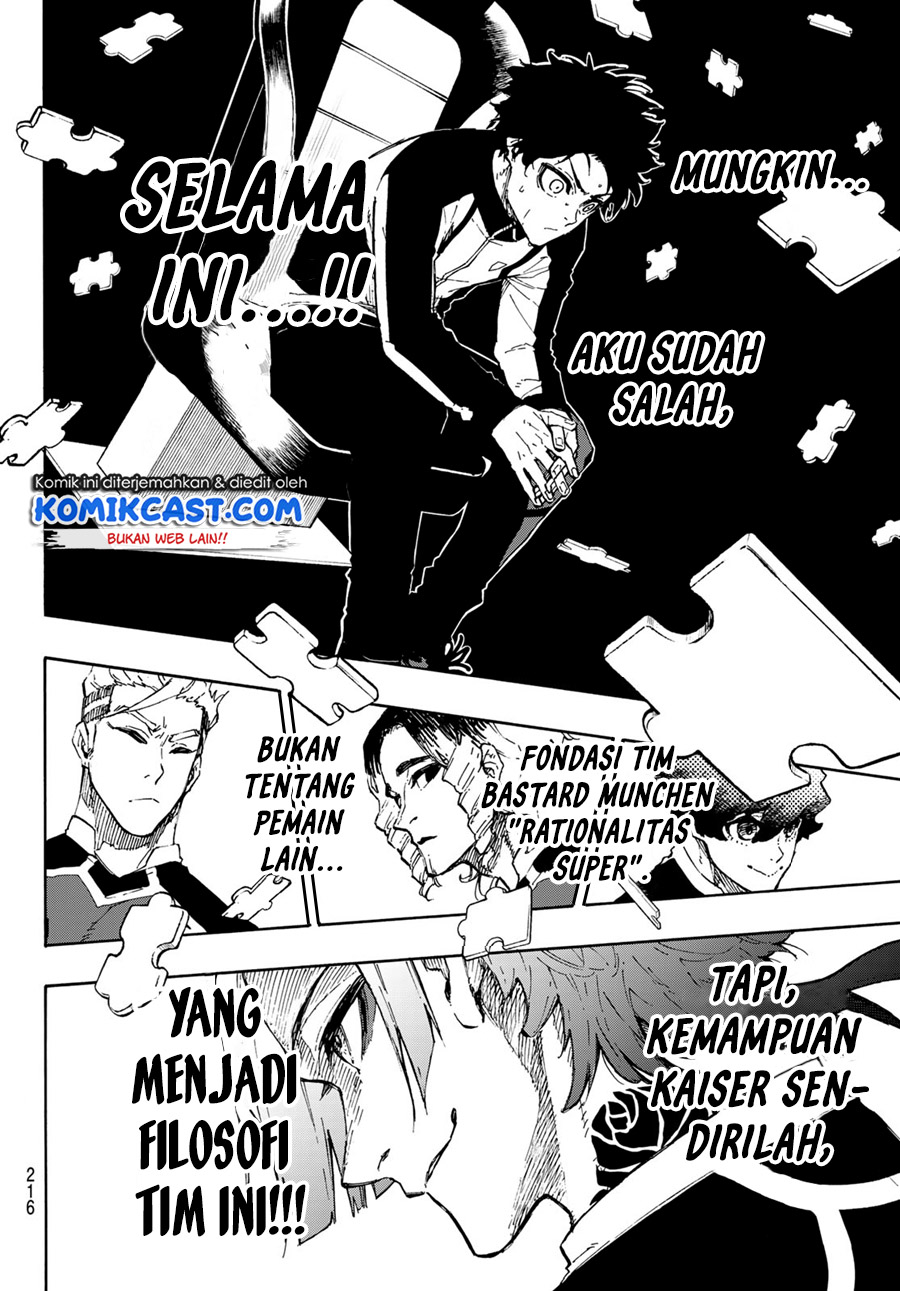 MUNGKIN...
AKU SUDAH
SALAH,
SELAMA
INI...!!
Komik ini diterjemahkan & diedit oleh
KOMIKCAST.COM
BUKAN WEB LAIN!!
FONDASI TIM
BASTARD MUNCHEN
"RATIONALITAS
SUPER".
BUKAN
TENTANG
PEMAIN
LAIN...
TAPI,
KEMAMPUAN
KAISER SEN-
DIRILAH,
YANG
MENJADI
FILOSOFI
TIM INI!!!
216